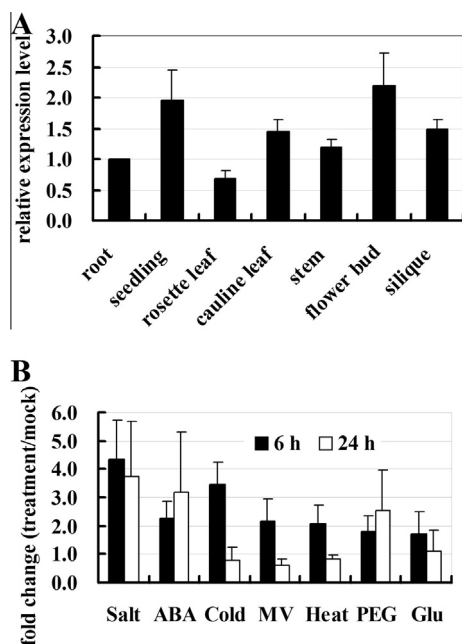 A
relative expression level
3.0
2.5
2.0
1.5
1.0
0.5
0.0
root
seedling
rosette leaf
cauline leaf
stem
flower bud
silique
B
fold change (treatment/mock)
6.0
5.0
4.0
3.0
2.0
1.0
0.0
6 h
24 h
Salt ABA Cold MV Heat PEG Glu